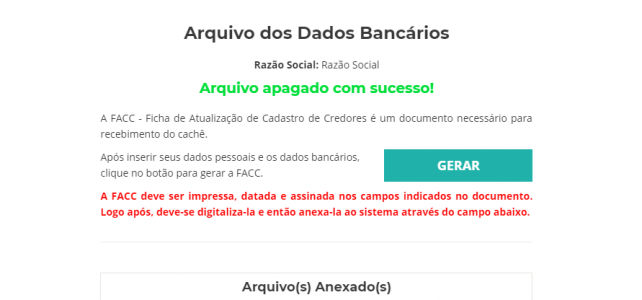 Arquivo dos Dados Bancários
Razão Social: Razão Social
Arquivo apagado com sucesso!
A FACC - Ficha de Atualização de Cadastro de Credores é um documento necessário para
recebimento do cachê.
Após inserir seus dados pessoais e os dados bancários,
clique no botão para gerar a FACC.
GERAR
A FACC deve ser impressa, datada e assinada nos campos indicados no documento.
Logo após, deve-se digitaliza-la e então anexa-la ao sistema através do campo abaixo.
Arquivo(s) Anexado(s)